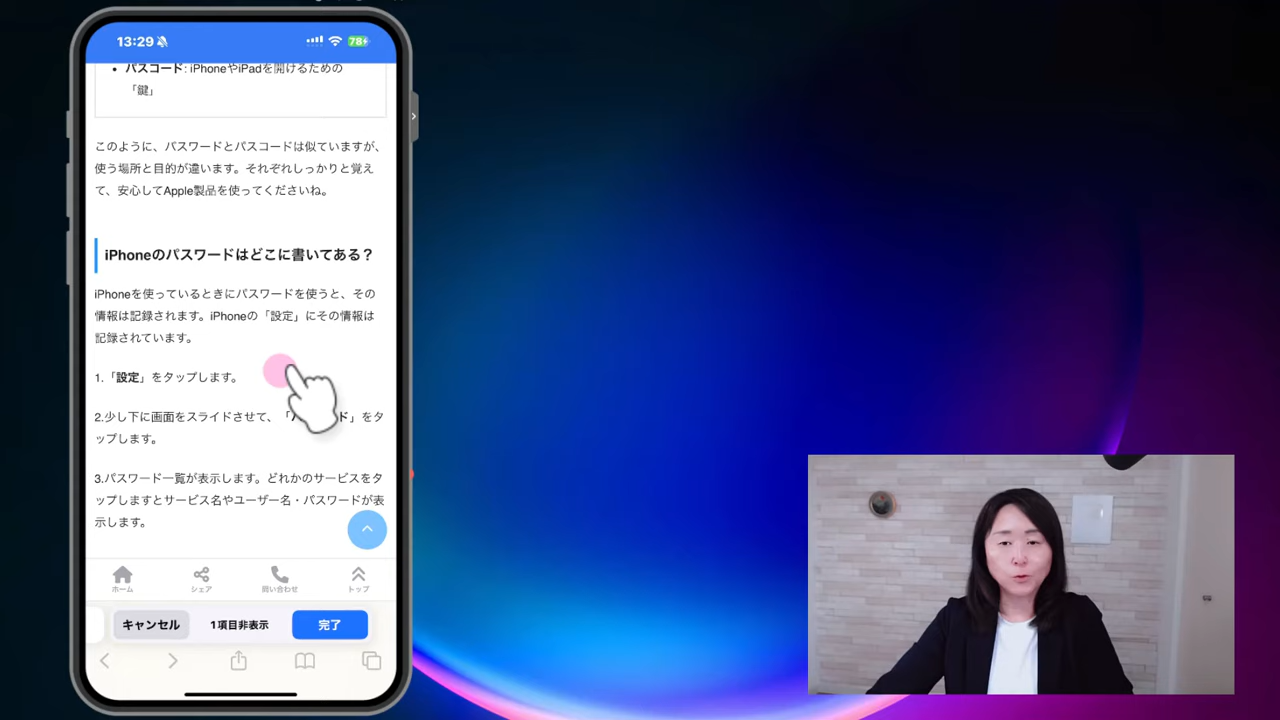 13:29
78
• パスコード: iPhoneやiPadを開けるための
「鍵」
このように、パスワードとパスコードは似ていますが、
使う場所と目的が違います。それぞれしっかりと覚え
て、安心してApple製品を使ってくださいね。
iPhoneのパスワードはどこに書いてある？
iPhoneを使っているときにパスワードを使うと、その
情報は記録されます。iPhoneの「設定」にその情報は
記録されています。
1.「設定」をタップします。
2.少し下に画面をスライドさせて、「 ド」をタ
ップします。
3.パスワード一覧が表示します。どれかのサービスをタ
ップしますとサービス名やユーザー名・パスワードが表
示します。
ホーム シェア 問い合わせ トップ
キャンセル 1項目非表示 完了